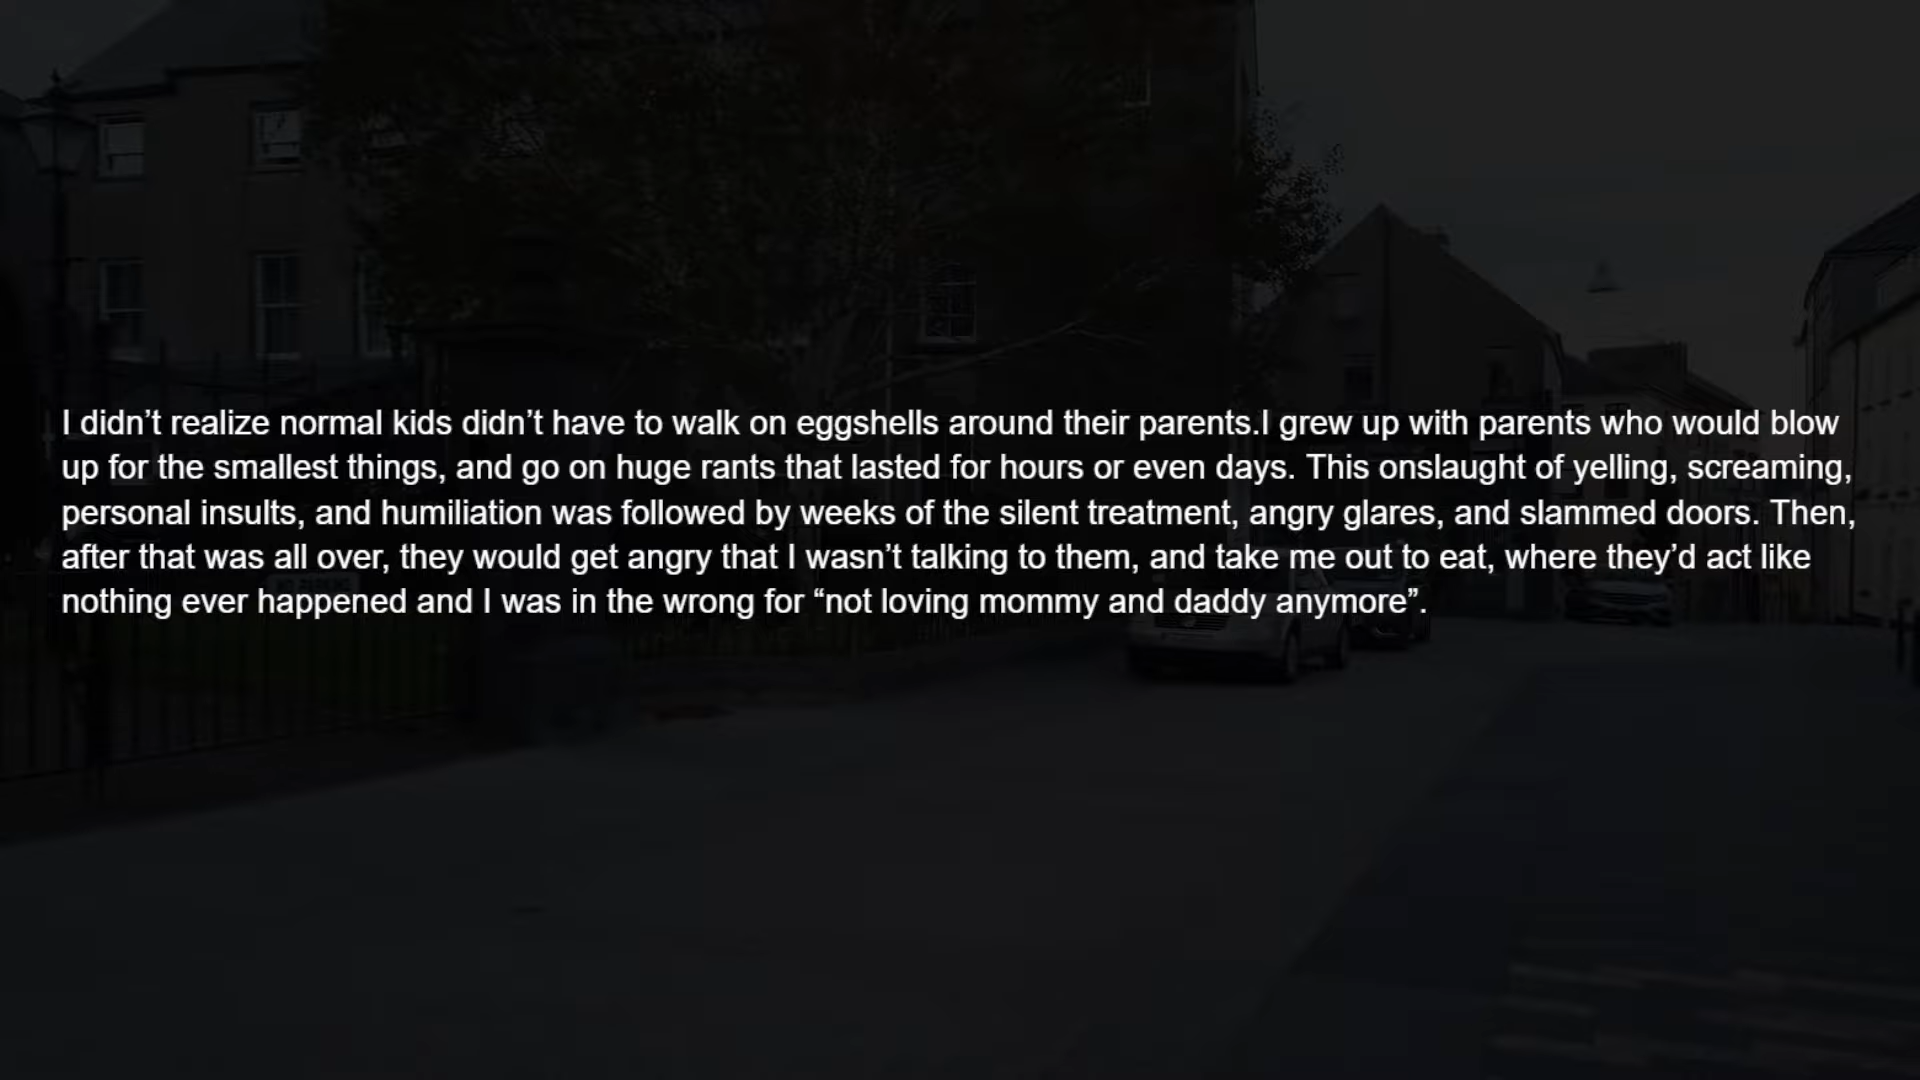 I didn’t realize normal kids didn’t have to walk on eggshells around their parents.I grew up with parents who would blow
up for the smallest things, and go on huge rants that lasted for hours or even days. This onslaught of yelling, screaming,
personal insults, and humiliation was followed by weeks of the silent treatment, angry glares, and slammed doors. Then,
after that was all over, they would get angry that I wasn’t talking to them, and take me out to eat, where they’d act like
nothing ever happened and I was in the wrong for “not loving mommy and daddy anymore”.